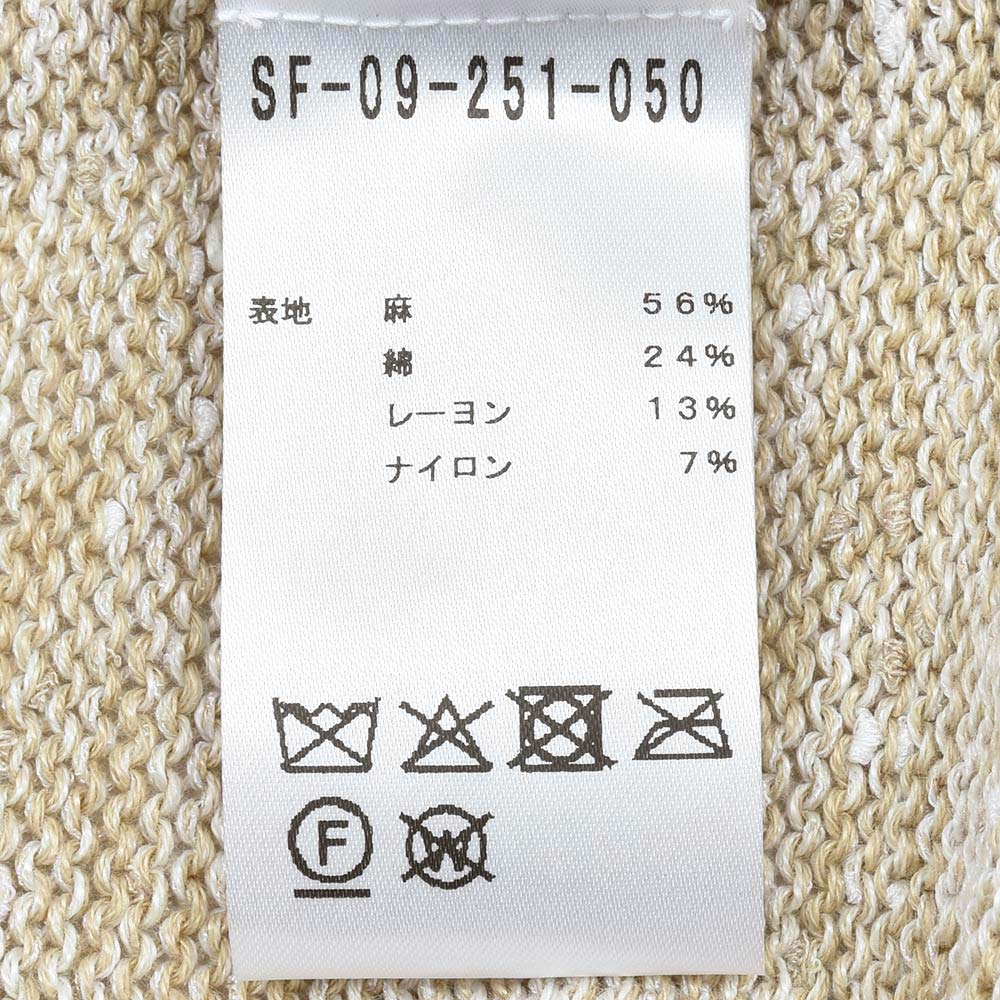 SF-09-251-050
表地 麻 56%
綿 24%
レーヨン 13%
ナイロン 7%
F W